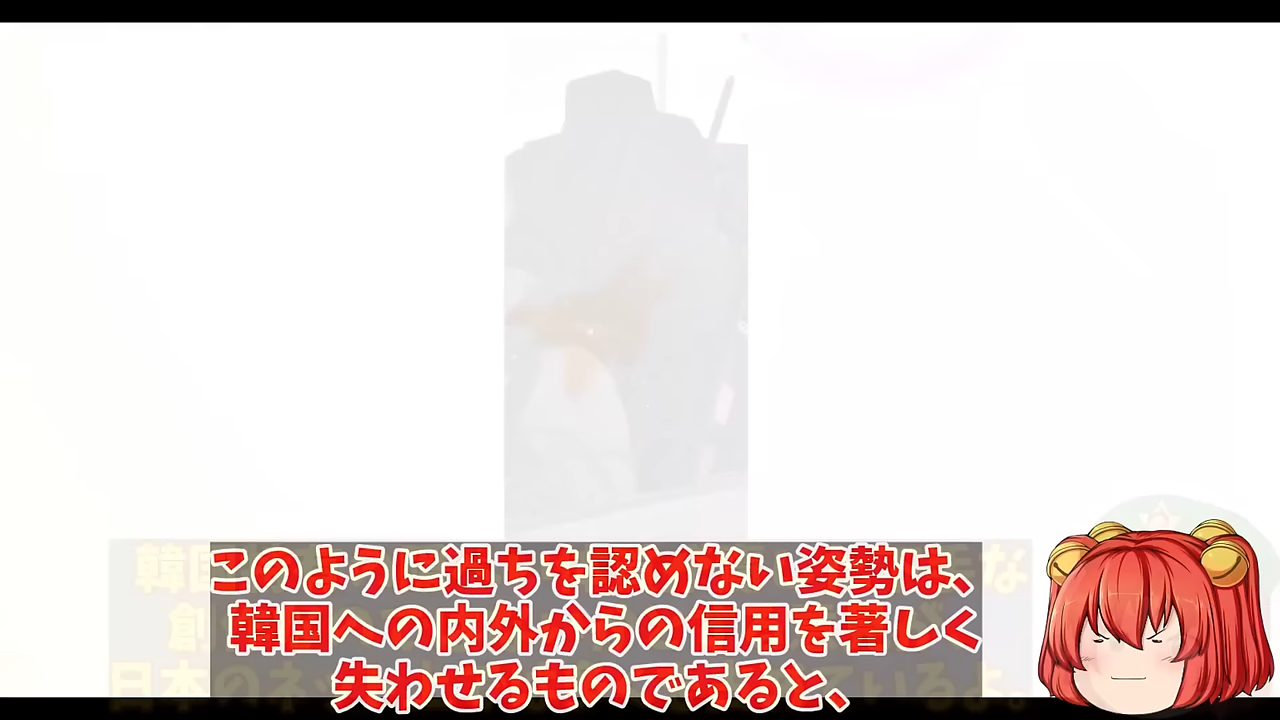 このように過ちを認めない姿勢は、
韓国への内外からの信用を著しく
失わせるものであると、